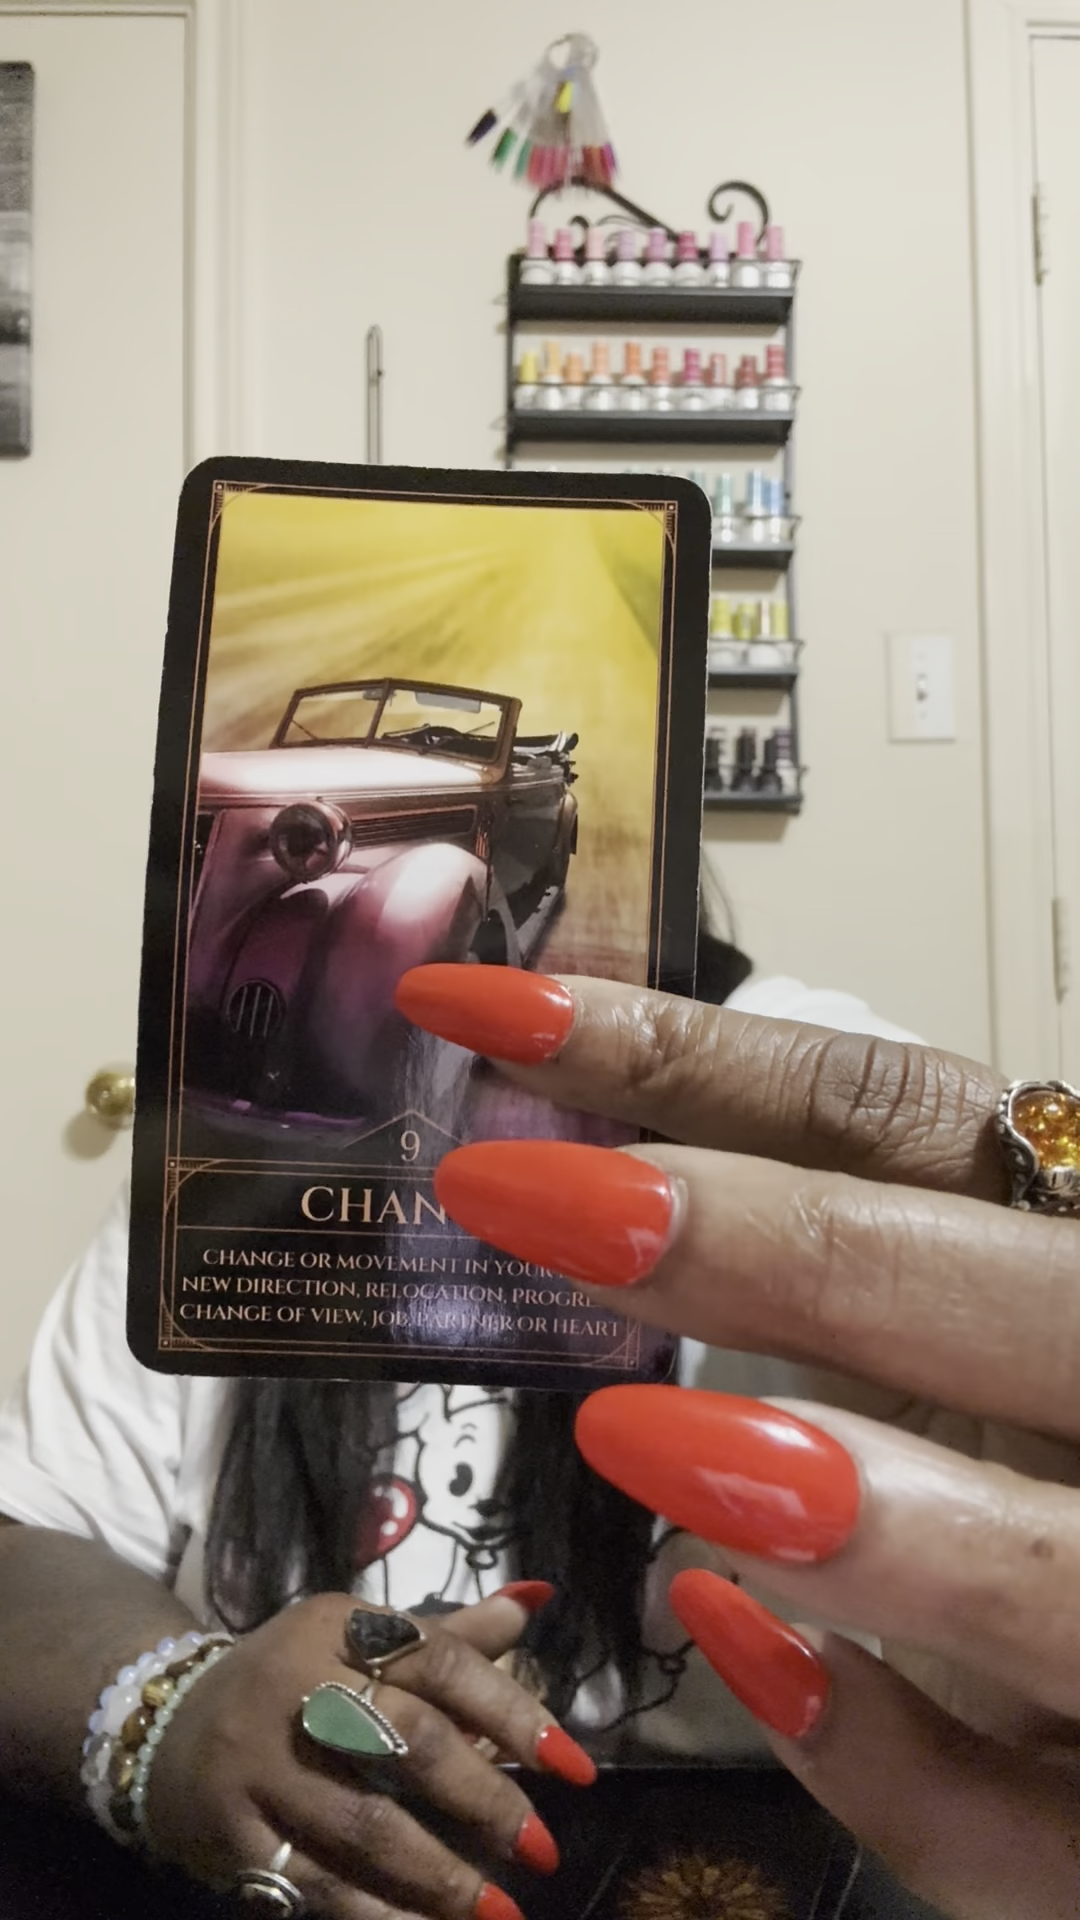 9
CHAN
CHANGE OR MOVEMENT IN YOUR
NEW DIRECTION, RELOCATION, PROGRE
CHANGE OF VIEW, JOB, PARTNER OR HEART